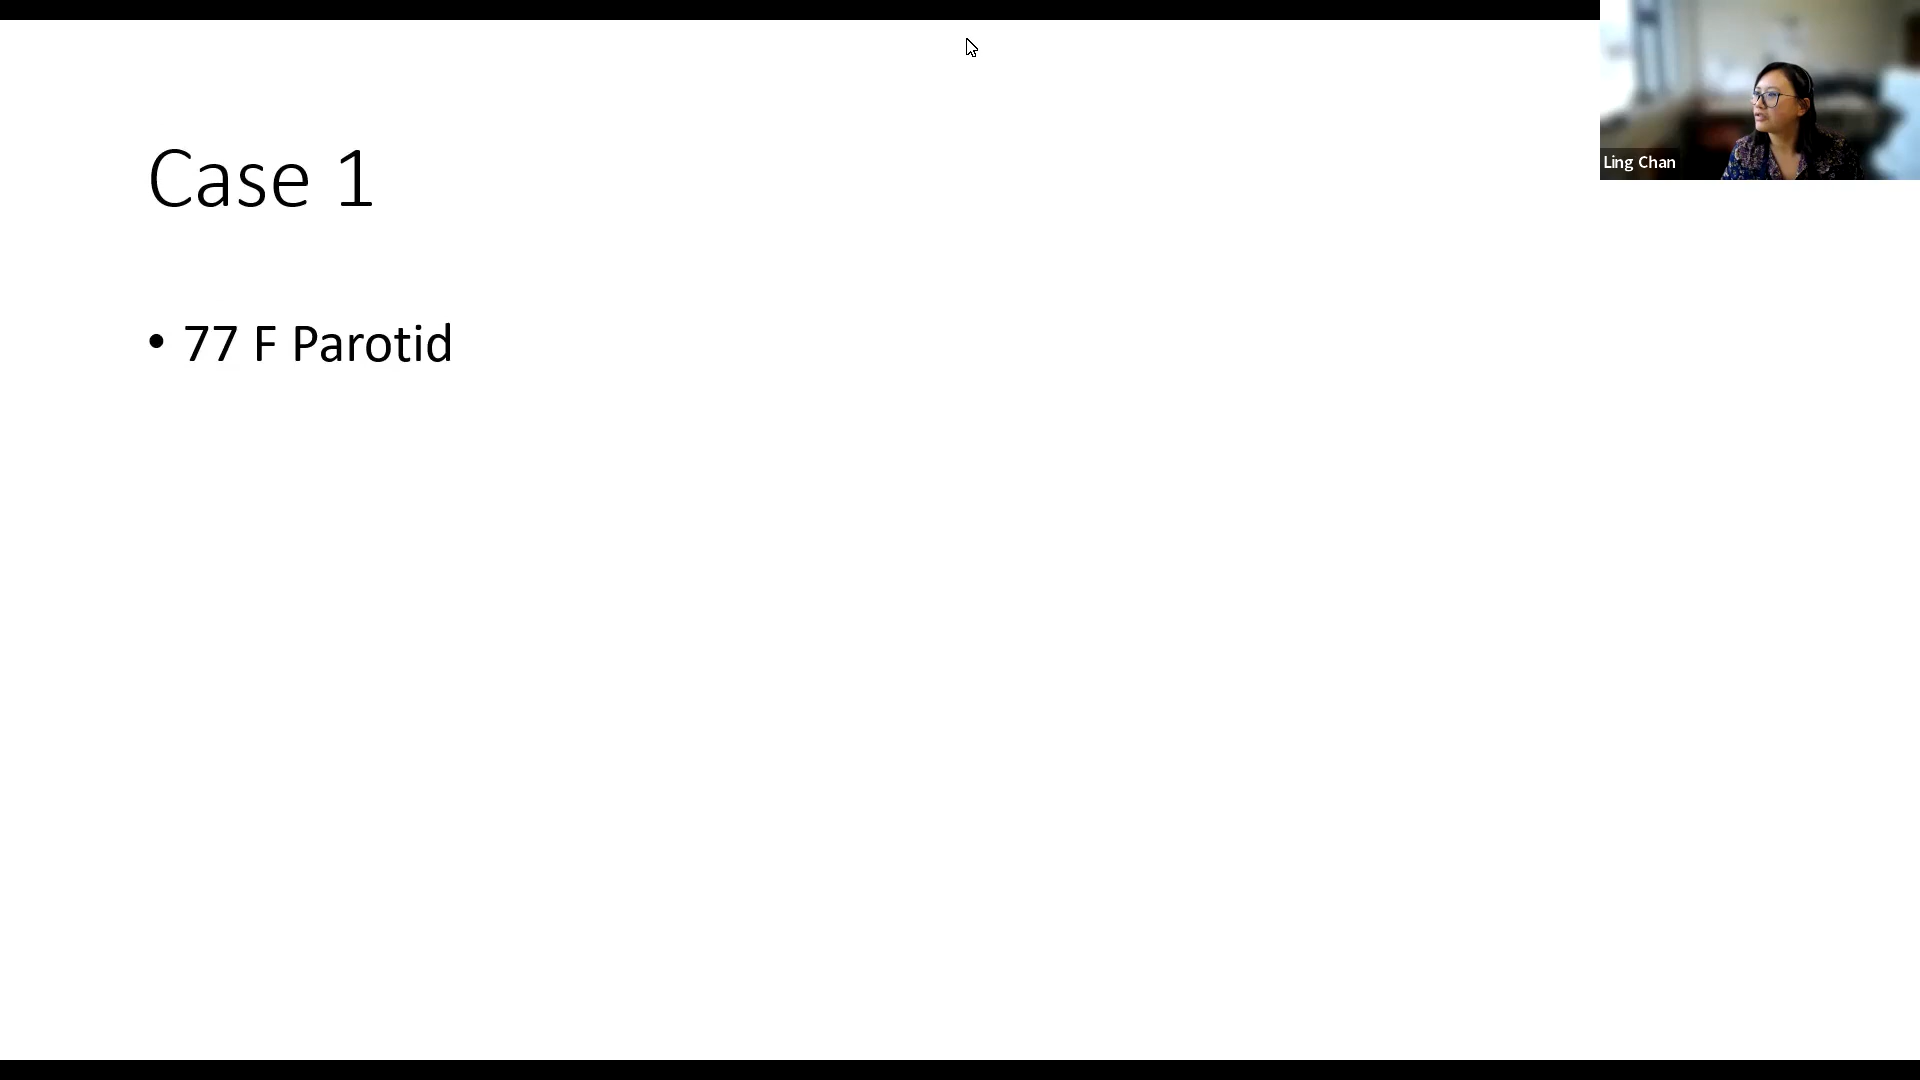 Case 1
Ling Chan
• 77 F Parotid